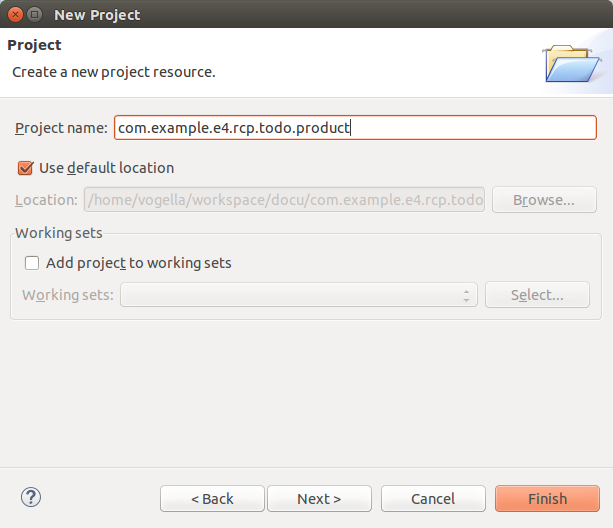 New Project
Project
Create a new project resource.
Project name: com.example.e4.rcp.todo.product
Use default location
Location: /home/vogella/workspace/docu/com.example.e4.rcp.todo Browse...
Working sets
Add project to working sets
Working sets: Select...
? < Back Next > Cancel Finish